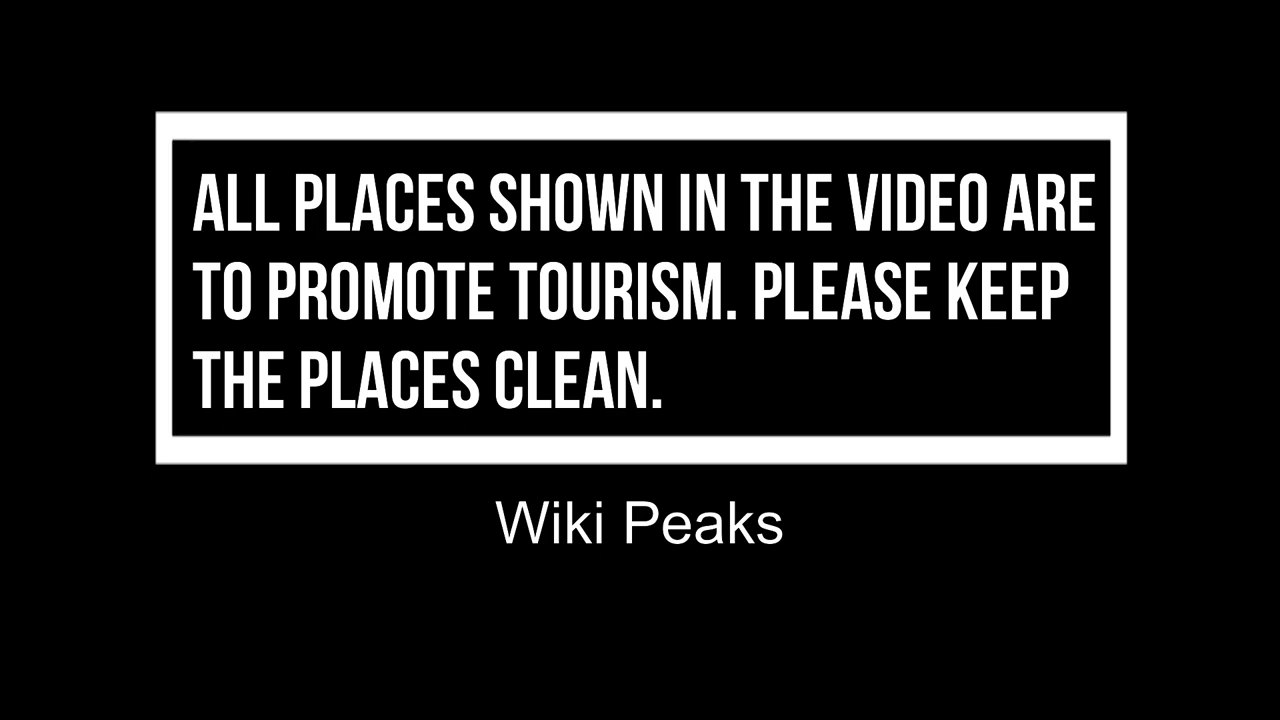 ALL PLACES SHOWN IN THE VIDEO ARE
TO PROMOTE TOURISM. PLEASE KEEP
THE PLACES CLEAN.
Wiki Peaks